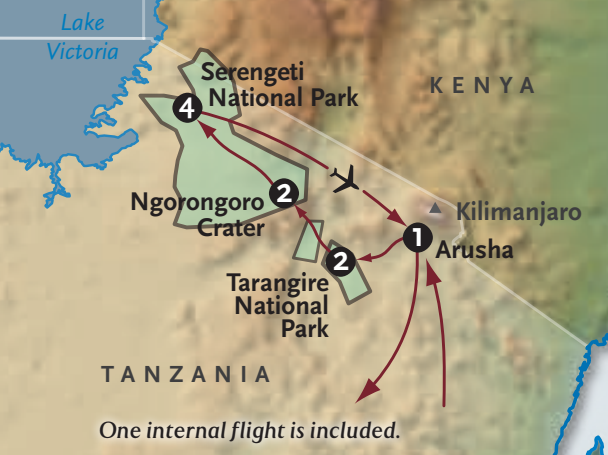 Lake
Victoria
KENYA
Serengeti
National Park
4
Ngorongoro
Crater
2
Kilimanjaro
1
Arusha
2
Tarangire
National
Park
TANZANIA
One internal flight is included.